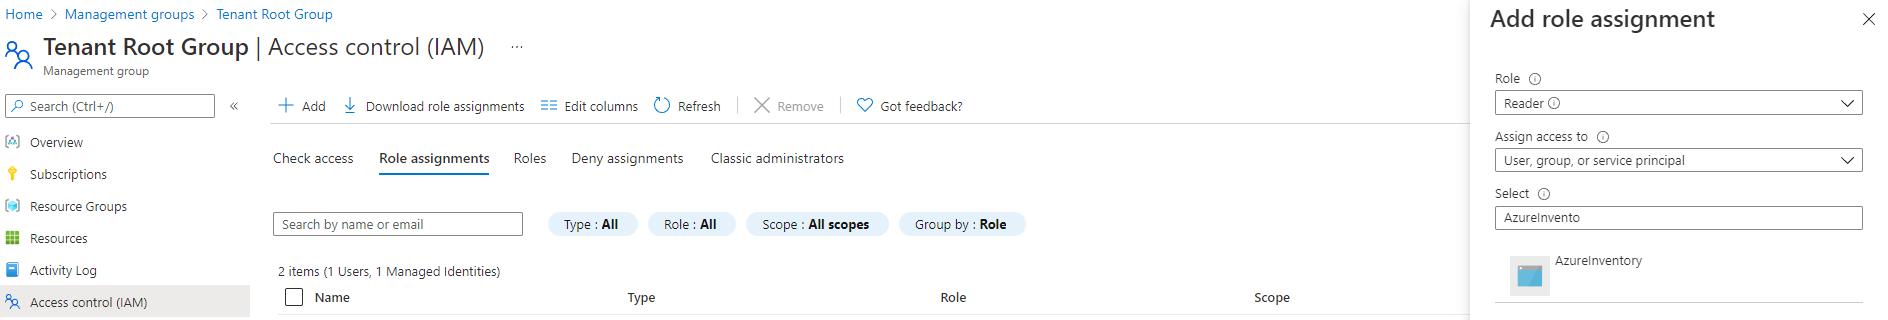 Home > Management groups > Tenant Root Group
Tenant Root Group | Access control (IAM) ...
Management group
Search (Ctrl+/) «
Overview
Subscriptions
Resource Groups
Resources
Activity Log
Access control (IAM)
+ Add Download role assignments Edit columns Refresh Remove Got feedback?
Check access Role assignments Roles Deny assignments Classic administrators
Search by name or email Type : All Role : All Scope : All scopes Group by : Role
2 items (1 Users, 1 Managed Identities)
Name Type Role Scope
Add role assignment
Role
Reader
Assign access to
User, group, or service principal
Select
AzureInvento
AzureInventory